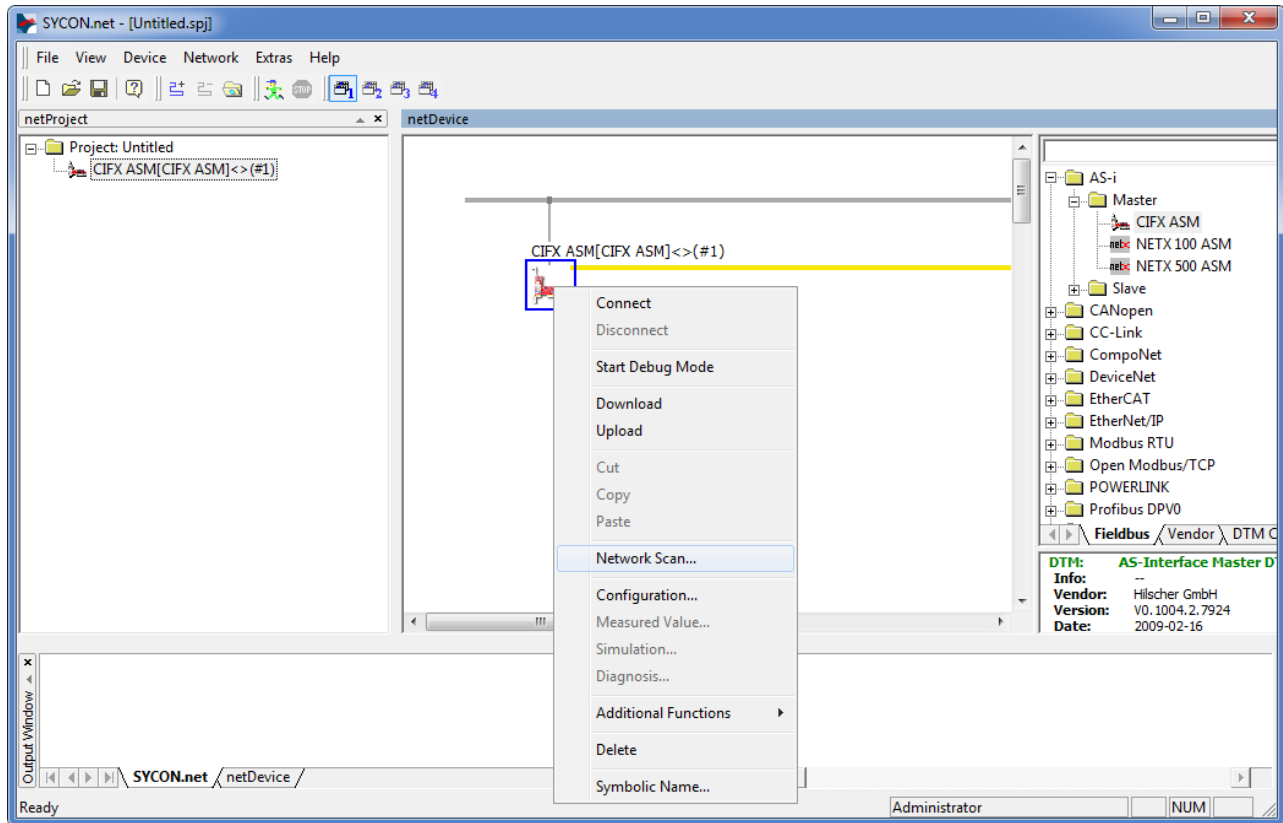 SYCON.net - [Untitled.spj]
File View Device Network Extras Help
netProject
Project: Untitled
CIFX ASM[CIFX ASM]<>(#1)
netDevice
CIFX ASM[CIFX ASM]<>(#1)
Connect
Disconnect
Start Debug Mode
Download
Upload
Cut
Copy
Paste
Network Scan...
Configuration...
Measured Value...
Simulation...
Diagnosis...
Additional Functions
Delete
Symbolic Name...
AS-i
Master
CIFX ASM
NETX 100 ASM
NETX 500 ASM
Slave
CANopen
CC-Link
CompoNet
DeviceNet
EtherCAT
EtherNet/IP
Modbus RTU
Open Modbus/TCP
POWERLINK
Profibus DPV0
Fieldbus Vendor DTM C
DTM: AS-Interface Master D
Info: --
Vendor: Hilscher GmbH
Version: V0.1004.2.7924
Date: 2009-02-16
Output Window
SYCON.net netDevice
Ready Administrator NUM